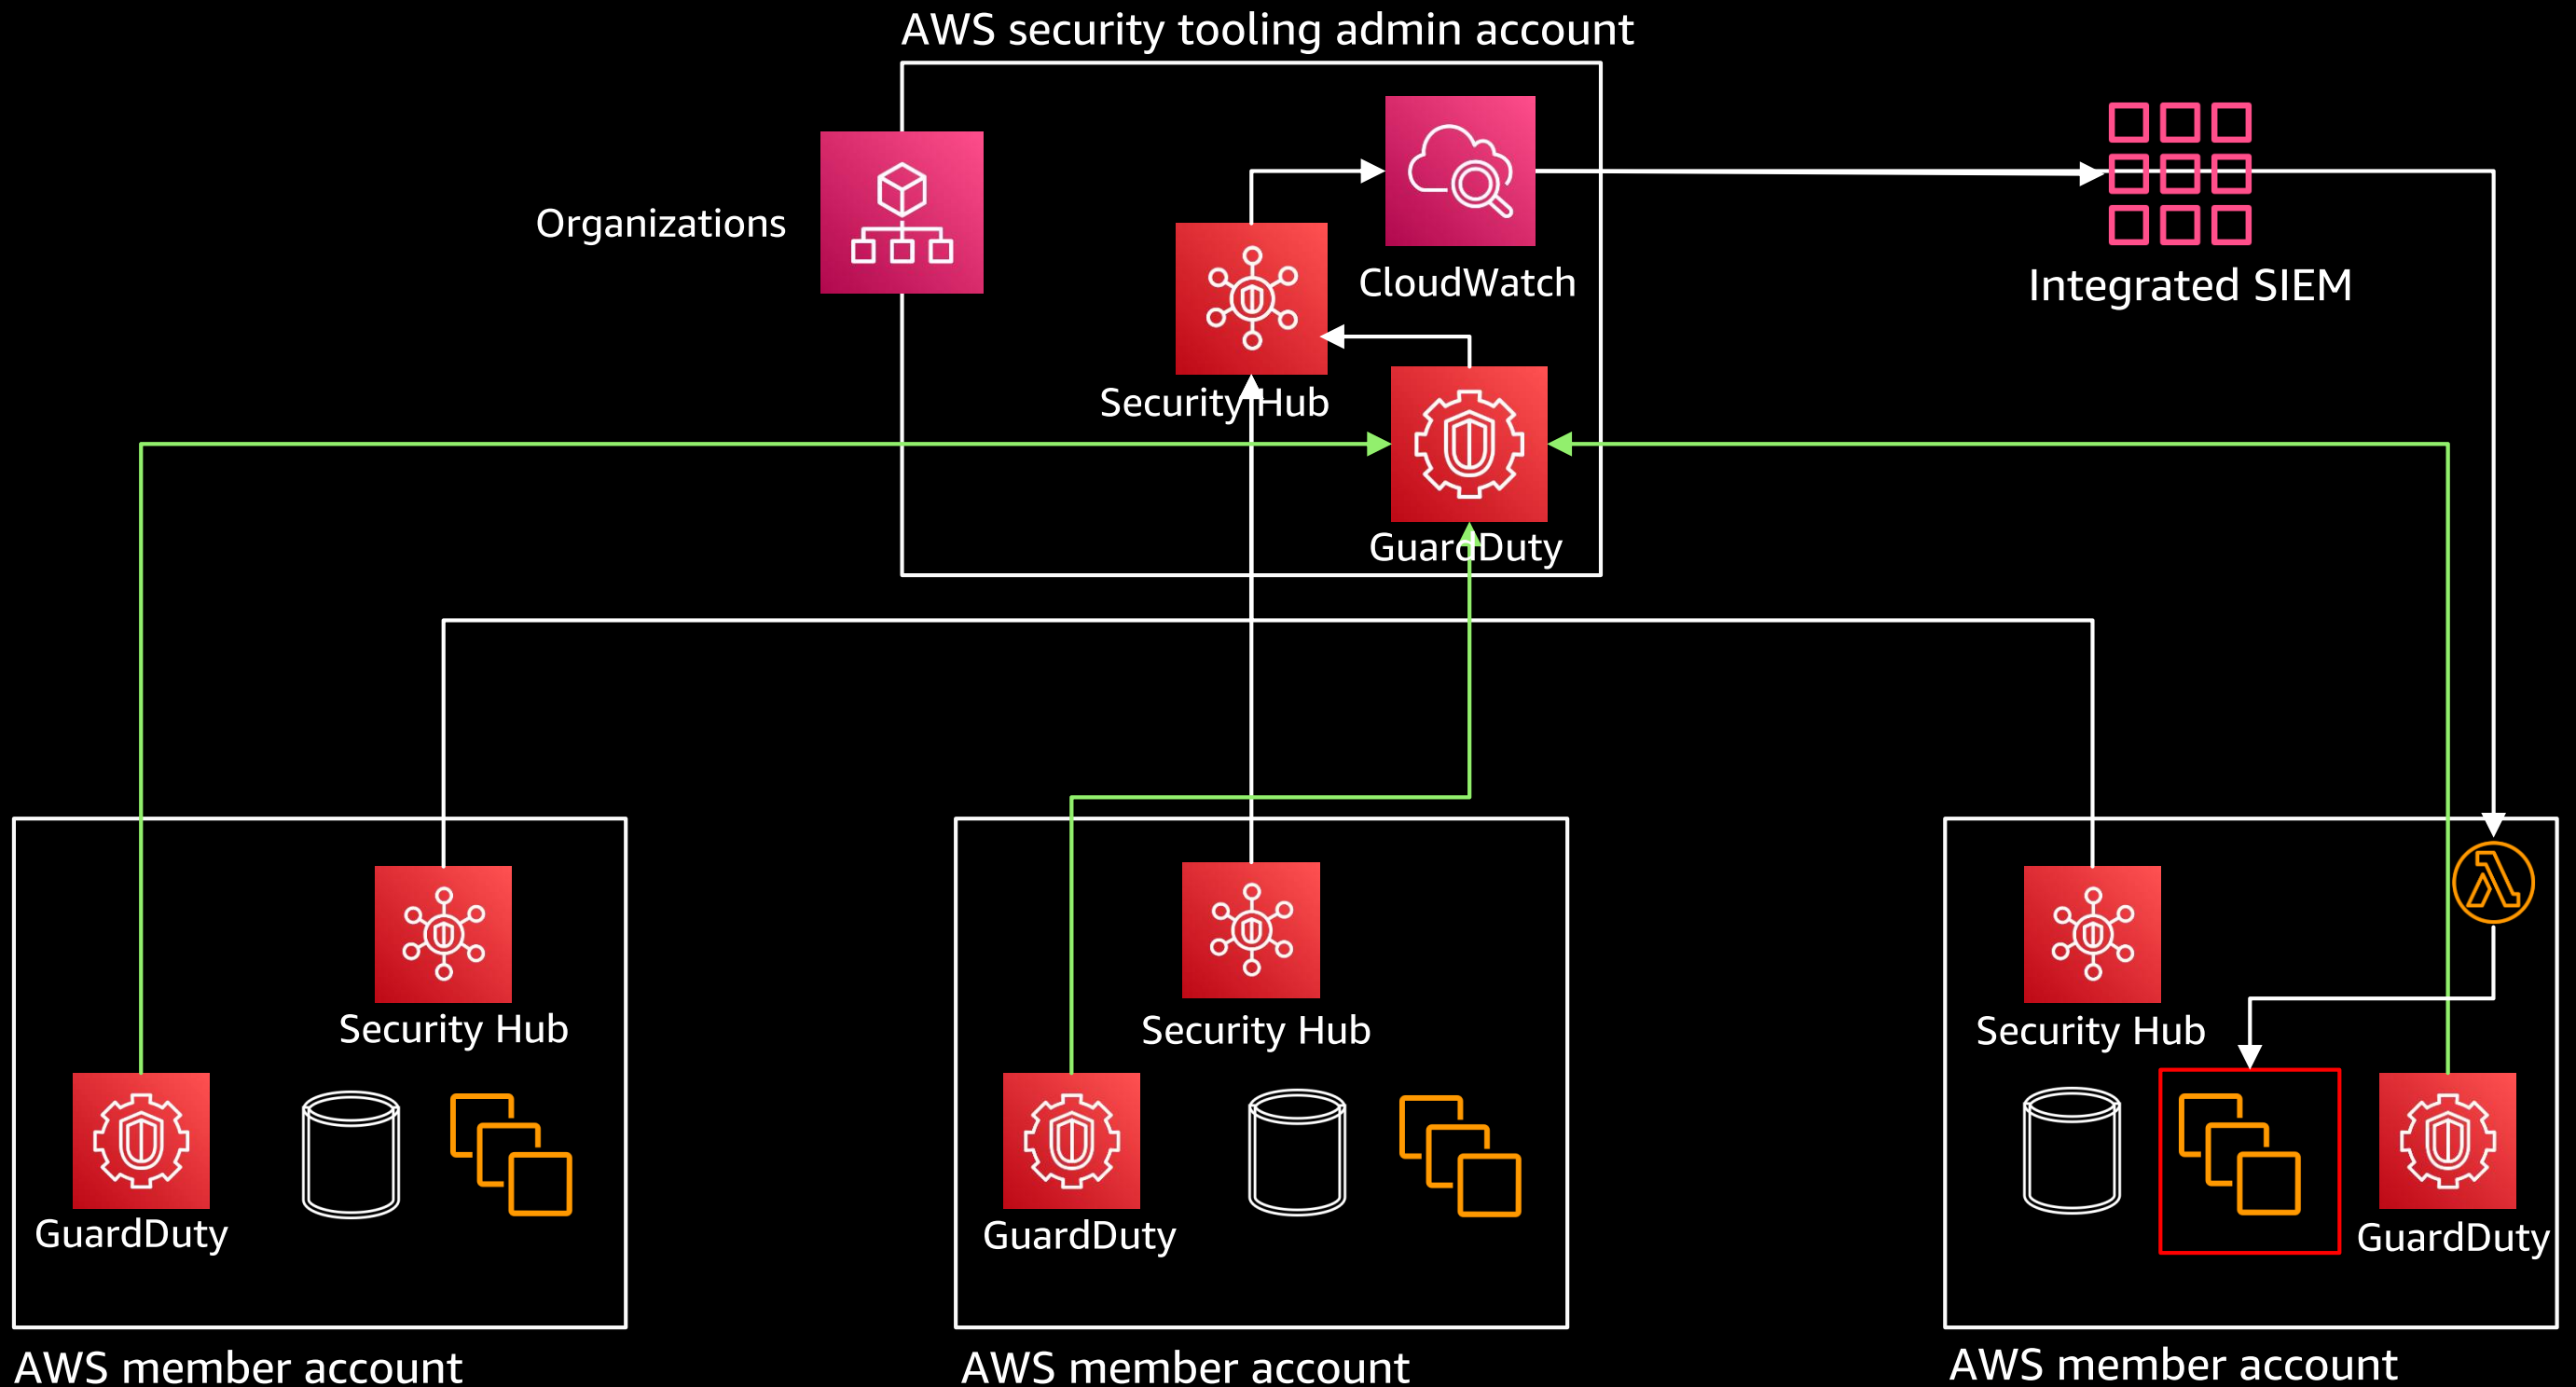 AWS security tooling admin account
Organizations
CloudWatch
Integrated SIEM
Security Hub
GuardDuty
Security Hub
Security Hub
Security Hub
GuardDuty
GuardDuty
GuardDuty
AWS member account
AWS member account
AWS member account